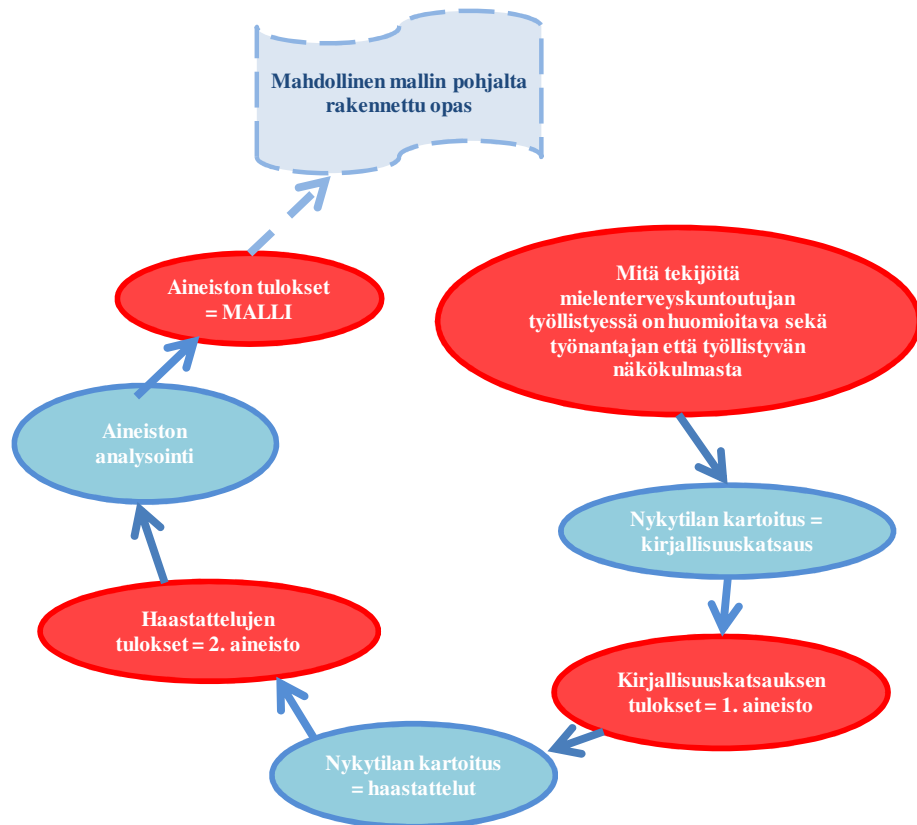 Mahdollinen mallin pohjalta
rakennettu opas
Aineiston tulokset
= MALLI
Mitä tekijöitä
mielenterveyskuntoutujan
työllistyessä on huomioitava sekä
työnantajan että työllistyvän
näkökulmasta
Aineiston
analysointi
Nykytilan kartoitus =
kirjallisuuskatsaus
Haastattelujen
tulokset = 2. aineisto
Kirjallisuuskatsauksen
tulokset = 1. aineisto
Nykytilan kartoitus
= haastattelut